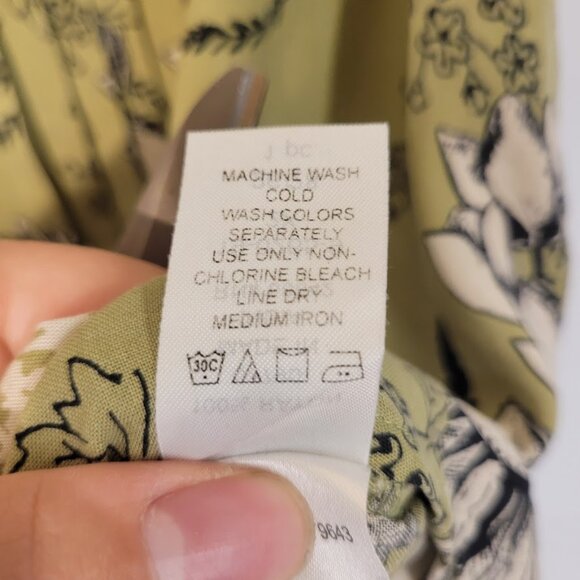 MACHINE WASH
COLD
WASH COLORS
SEPARATELY
USE ONLY NON-
CHLORINE BLEACH
LINE DRY
MEDIUM IRON
30C
9643